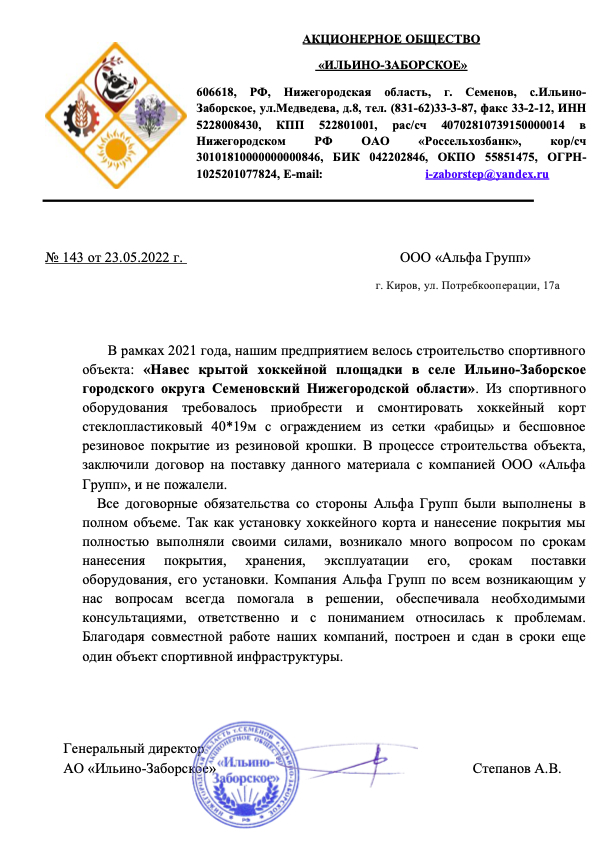 АКЦИОНЕРНОЕ ОБЩЕСТВО
«ИЛЬИНО-ЗАБОРСКОЕ»
606618, РФ, Нижегородская область, г. Семенов, с.Ильино-
Заборское, ул.Медведева, д.8, тел. (831-62)33-3-87, факс 33-2-12, ИНН
5228008430, КПП 522801001, рас/сч 40702810739150000014 в
Нижегородском РФ ОАО «Россельхозбанк», кор/сч
30101810000000000846, БИК 042202846, ОКПО 55851475, ОГРН-
1025201077824, E-mail: i-zaborstep@yandex.ru
№ 143 от 23.05.2022 г.
ООО «Альфа Групп»
г. Киров, ул. Потребкооперации, 17а
В рамках 2021 года, нашим предприятием велось строительство спортивного
объекта: «Навес крытой хоккейной площадки в селе Ильино-Заборское
городского округа Семеновский Нижегородской области». Из спортивного
оборудования требовалось приобрести и смонтировать хоккейный корт
стеклопластиковый 40*19м с ограждением из сетки «рабицы» и бесшовное
резиновое покрытие из резиновой крошки. В процессе строительства объекта,
заключили договор на поставку данного материала с компанией ООО «Альфа
Групп», и не пожалели.
Все договорные обязательства со стороны Альфа Групп были выполнены в
полном объеме. Так как установку хоккейного корта и нанесение покрытия мы
полностью выполняли своими силами, возникало много вопросом по срокам
нанесения покрытия, хранения, эксплуатации его, срокам поставки
оборудования, его установки. Компания Альфа Групп по всем возникающим у
нас вопросам всегда помогала в решении, обеспечивала необходимыми
консультациями, ответственно и с пониманием относилась к проблемам.
Благодаря совместной работе наших компаний, построен и сдан в сроки еще
один объект спортивной инфраструктуры.
Генеральный директор
АО «Ильино-Заборское»
Степанов А.В.
«Ильино-
Заборское»